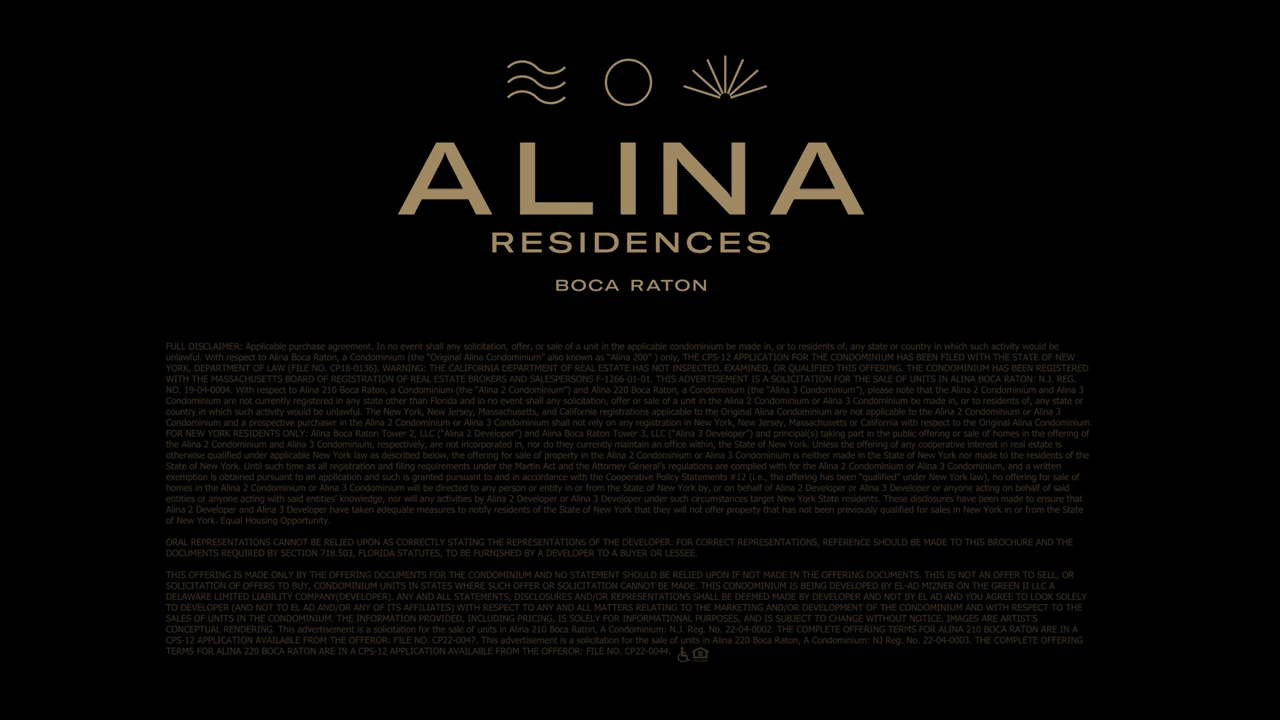 ALINA
RESIDENCES
BOCA RATON
FULL DISCLAIMER: Applicable purchase agreement. In no event shall any solicitation, offer, or sale of a unit in the applicable condominium be made in, or to residents of, any state or country in which such activity would be
unlawful. With respect to Alina Boca Raton, a Condominium (the "Original Alina Condominium" also known as "Alina 200" ) only, THE CPS-12 APPLICATION FOR THE CONDOMINIUM HAS BEEN FILED WITH THE STATE OF NEW
YORK, DEPARTMENT OF LAW (FILE NO. CP18-0136). WARNING: THE CALIFORNIA DEPARTMENT OF REAL ESTATE HAS NOT INSPECTED, EXAMINED, OR QUALIFIED THIS OFFERING. THE CONDOMINIUM HAS BEEN REGISTERED
WITH THE MASSACHUSETTS BOARD OF REGISTRATION OF REAL ESTATE BROKERS AND SALESPERSONS F-1266-01-01. THIS ADVERTISEMENT IS A SOLICITATION FOR THE SALE OF UNITS IN ALINA BOCA RATON: N.J. REG.
NO. 19-04-0004. With respect to Alina 210 Boca Raton, a Condominium (the "Alina 2 Condominium") and Alina 220 Boca Raton, a Condominium (the "Alina 3 Condominium"), please note that the Alina 2 Condominium and Alina 3
Condominium are not currently registered in any state other than Florida and in no event shall any solicitation, offer or sale of a unit in the Alina 2 Condominium or Alina 3 Condominium be made in, or to residents of, any state or
country in which such activity would be unlawful. The New York, New Jersey, Massachusetts, and California registrations applicable to the Original Alina Condominium are not applicable to the Alina 2 Condominium or Alina 3
Condominium and a prospective purchaser in the Alina 2 Condominium or Alina 3 Condominium shall not rely on any registration in New York, New Jersey, Massachusetts or California with respect to the Original Alina Condominium.
FOR NEW YORK RESIDENTS ONLY: Alina Boca Raton Tower 2, LLC ("Alina 2 Developer") and Alina Boca Raton Tower 3, LLC ("Alina 3 Developer") and principal(s) taking part in the public offering or sale of homes in the offering of
the Alina 2 Condominium and Alina 3 Condominium, respectively, are not incorporated in, nor do they currently maintain an office within, the State of New York. Unless the offering of any cooperative interest in real estate is
otherwise qualified under applicable New York law as described below, the offering for sale of property in the Alina 2 Condominium or Alina 3 Condominium is neither made in the State of New York nor made to the residents of the
State of New York. Until such time as all registration and filing requirements under the Martin Act and the Attorney General's regulations are complied with for the Alina 2 Condominium or Alina 3 Condominium, and a written
exemption is obtained pursuant to an application and such is granted pursuant to and in accordance with the Cooperative Policy Statements #12 (i.e., the offering has been "qualified" under New York law), no offering for sale of
homes in the Alina 2 Condominium or Alina 3 Condominium will be directed to any person or entity in or from the State of New York by, or on behalf of Alina 2 Developer or Alina 3 Developer or anyone acting on behalf of said
entities or anyone acting with said entities' knowledge, nor will any activities by Alina 2 Developer or Alina 3 Developer under such circumstances target New York State residents. These disclosures have been made to ensure that
Alina 2 Developer and Alina 3 Developer have taken adequate measures to notify residents of the State of New York that they will not offer property that has not been previously qualified for sales in New York in or from the State
of New York. Equal Housing Opportunity.
ORAL REPRESENTATIONS CANNOT BE RELIED UPON AS CORRECTLY STATING THE REPRESENTATIONS OF THE DEVELOPER. FOR CORRECT REPRESENTATIONS, REFERENCE SHOULD BE MADE TO THIS BROCHURE AND THE
DOCUMENTS REQUIRED BY SECTION 718.503, FLORIDA STATUTES, TO BE FURNISHED BY A DEVELOPER TO A BUYER OR LESSEE.
THIS OFFERING IS MADE ONLY BY THE OFFERING DOCUMENTS FOR THE CONDOMINIUM AND NO STATEMENT SHOULD BE RELIED UPON IF NOT MADE IN THE OFFERING DOCUMENTS. THIS IS NOT AN OFFER TO SELL, OR
SOLICITATION OF OFFERS TO BUY, CONDOMINIUM UNITS IN STATES WHERE SUCH OFFER OR SOLICITATION CANNOT BE MADE. THIS CONDOMINIUM IS BEING DEVELOPED BY EL-AD MIZNER ON THE GREEN II LLC A
DELAWARE LIMITED LIABILITY COMPANY(DEVELOPER). ANY AND ALL STATEMENTS, DISCLOSURES AND/OR REPRESENTATIONS SHALL BE DEEMED MADE BY DEVELOPER AND NOT BY EL AD AND YOU AGREE TO LOOK SOLELY
TO DEVELOPER (AND NOT TO EL AD AND/OR ANY OF ITS AFFILIATES) WITH RESPECT TO ANY AND ALL MATTERS RELATING TO THE MARKETING AND/OR DEVELOPMENT OF THE CONDOMINIUM AND WITH RESPECT TO THE
SALES OF UNITS IN THE CONDOMINIUM. THE INFORMATION PROVIDED, INCLUDING PRICING, IS SOLELY FOR INFORMATIONAL PURPOSES, AND IS SUBJECT TO CHANGE WITHOUT NOTICE. IMAGES ARE ARTIST'S
CONCEPTUAL RENDERING. This advertisement is a solicitation for the sale of units in Alina 210 Boca Raton, A Condominum: N.J. Reg. No. 22-04-0002. THE COMPLETE OFFERING TERMS FOR ALINA 210 BOCA RATON ARE IN A
CPS-12 APPLICATION AVAILABLE FROM THE OFFEROR: FILE NO. CP22-0047. This advertisement is a solicitation for the sale of units in Alina 220 Boca Raton, A Condominum: NJ Reg. No. 22-04-0003. THE COMPLETE OFFERING
TERMS FOR ALINA 220 BOCA RATON ARE IN A CPS-12 APPLICATION AVAILABLE FROM THE OFFEROR: FILE NO. CP22-0044.